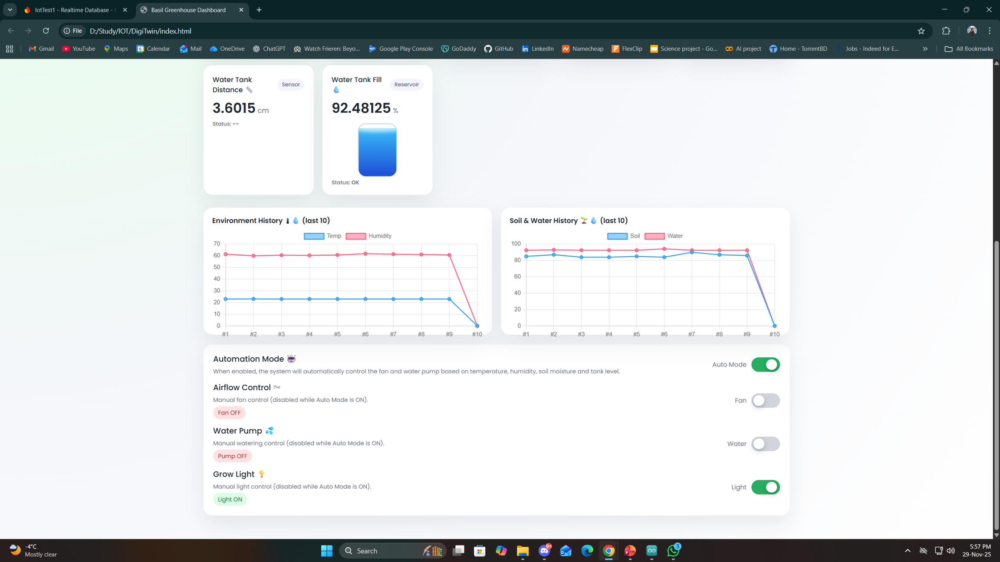 IotTest1 - Realtime Database -
Basil Greenhouse Dashboard
File
D:/Study/IOT/DigiTwin/index.html
Gmail
YouTube
Maps
Calendar
Mail
OneDrive
ChatGPT
Watch Frieren: Beyo...
Google Play Console
GoDaddy
GitHub
LinkedIn
Namecheap
FlexClip
Science project - Go...
AI project
Home - TorrentBD
Jobs - Indeed for E...
All Bookmarks
Water Tank
Distance 📏
Sensor
3.6015 cm
Status: --
Water Tank Fill
💧
Reservoir
92.48125 %
Status: OK
Environment History 🌡💧 (last 10)
Temp
Humidity
70
60
50
40
30
20
10
0
#1 #2 #3 #4 #5 #6 #7 #8 #9 #10
Soil & Water History 🌱💧 (last 10)
Soil
Water
100
80
60
40
20
0
#1 #2 #3 #4 #5 #6 #7 #8 #9 #10
Automation Mode 🤖
When enabled, the system will automatically control the fan and water pump based on temperature, humidity, soil moisture and tank level.
Auto Mode
Airflow Control
Manual fan control (disabled while Auto Mode is ON).
Fan OFF
Fan
Water Pump 💦
Manual watering control (disabled while Auto Mode is ON).
Pump OFF
Water
Grow Light 💡
Manual light control (disabled while Auto Mode is ON).
Light ON
Light
-4°C
Mostly clear
Search
9+
3
5:57 PM
29-Nov-25